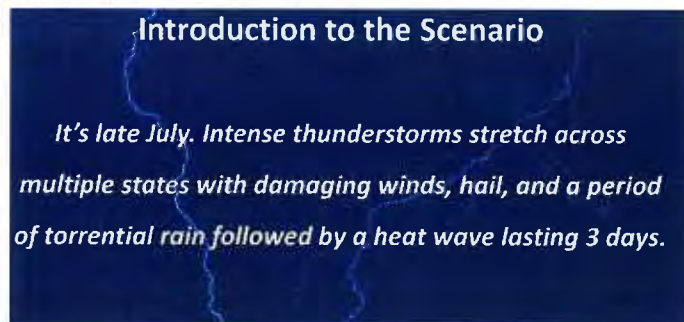 Introduction to the Scenario
It's late July. Intense thunderstorms stretch across
multiple states with damaging winds, hail, and a period
of torrential rain followed by a heat wave lasting 3 days.